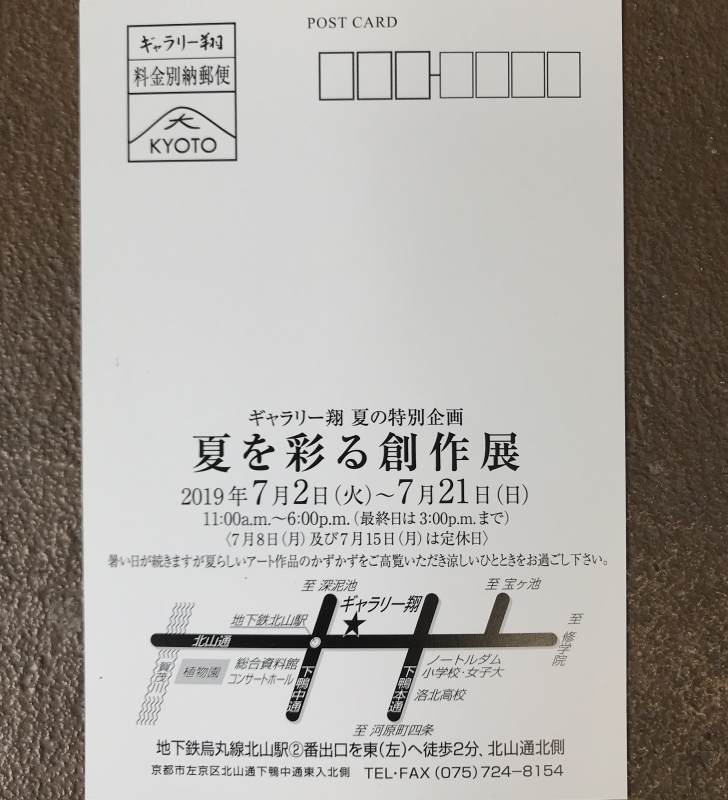 POST CARD
ギャラリー翔
料金別納郵便
大
KYOTO
ギャラリー翔 夏の特別企画
夏を彩る創作展
2019年7月2日(火)〜7月21日(日)
11:00a.m.〜6:00p.m.(最終日は3:00p.m.まで)
〈7月8日(月)及び7月15日(月)は定休日〉
暑い日が続きますが夏らしいアート作品のかずかずをご高覧いただき涼しいひとときをお過ごし下さい。
至 深泥池
至 宝ヶ池
ギャラリー翔
地下鉄北山駅
至 修学院
北山通
賀茂川
植物園
総合資料館
コンサートホール
下鴨中通
下鴨本通
ノートルダム
小学校・女子大
洛北高校
至 河原町四条
地下鉄烏丸線北山駅②番出口を東(左)へ徒歩2分、北山通北側
京都市左京区北山通下鴨中通東入北側 TEL・FAX(075)724-8154